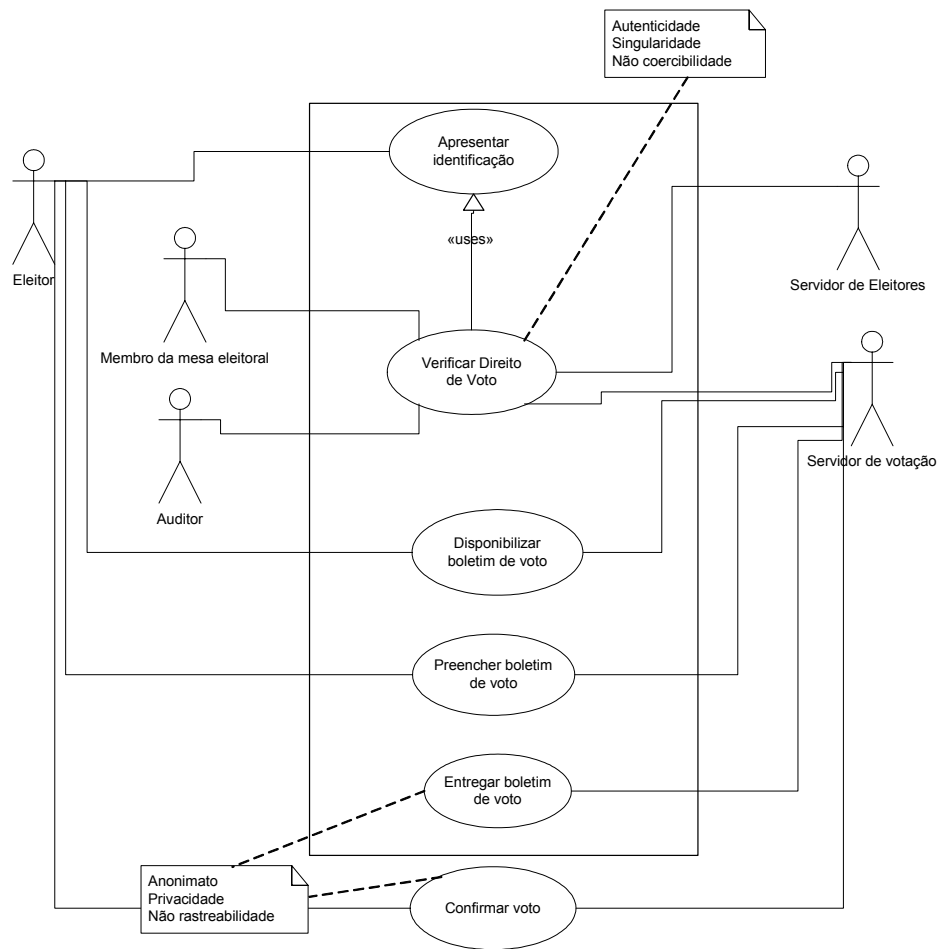 Autenticidade
Singularidade
Não coercibilidade
Apresentar
identificação
«uses»
Eleitor
Servidor de Eleitores
Membro da mesa eleitoral
Verificar Direito
de Voto
Servidor de votação
Auditor
Disponibilizar
boletim de voto
Preencher boletim
de voto
Entregar boletim
de voto
Anonimato
Privacidade
Não rastreabilidade
Confirmar voto